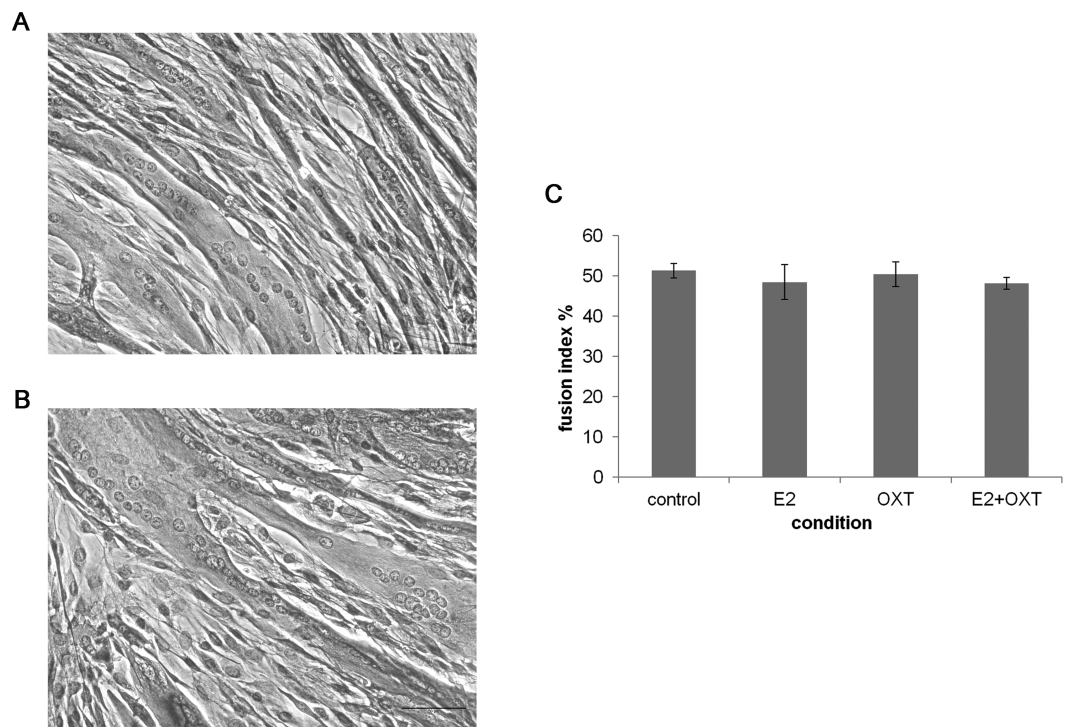 A
B
C
60
50
40
30
20
10
0
fusion index %
control E2 OXT E2+OXT
condition